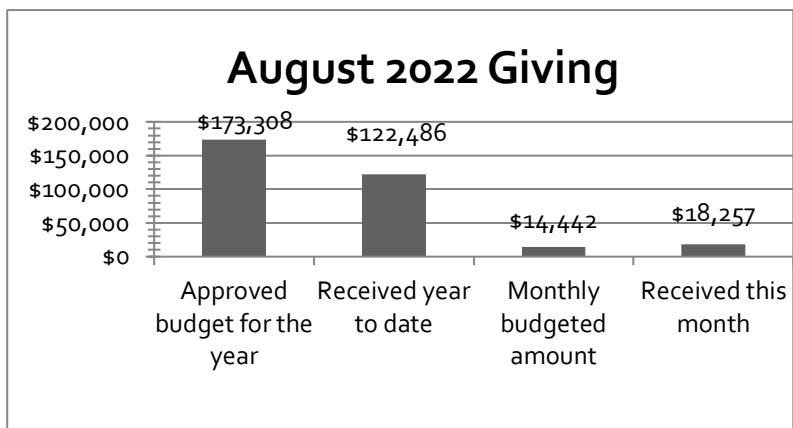 August 2022 Giving
$200,000
$150,000
$100,000
$50,000
$0
$173,308
$122,486
$14,442
$18,257
Approved
budget for the
year
Received year
to date
Monthly
budgeted
amount
Received this
month